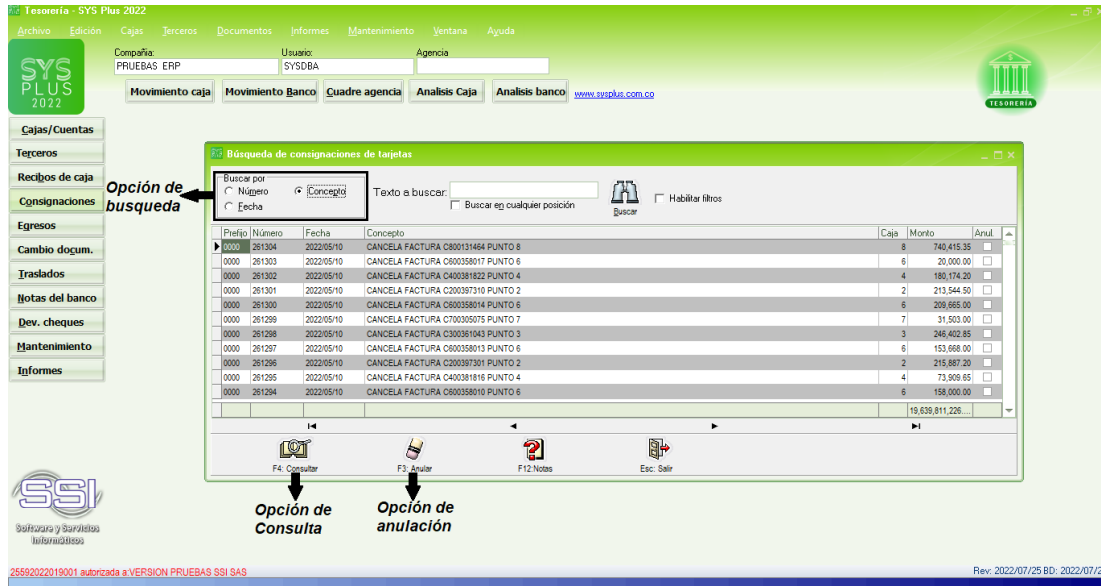 Tesorería - SYS Plus 2022
Archivo Edición Cajas Terceros Documentos Informes Mantenimiento Ventana Ayuda
Compañía: Usuario: Agencia
PRUEBAS ERP SYSDBA
SYS
PLUS
2022
Movimiento caja Movimiento Banco Cuadre agencia Analisis Caja Analisis banco www.sysplus.com.co
TESORERÍA
Cajas/Cuentas
Terceros
Recibos de caja
Consignaciones
Egresos
Cambio docum.
Traslados
Notas del banco
Dev. cheques
Mantenimiento
Informes
Opción de
busqueda
Búsqueda de consignaciones de tarjetas
Buscar por
Número Concepto
Fecha
Texto a buscar:
Buscar en cualquier posición
Buscar
Habilitar filtros
Prefijo Número Fecha Concepto Caja Monto Anul.
0000 261304 2022/05/10 CANCELA FACTURA C800131464 PUNTO 8 8 740,415.35
0000 261303 2022/05/10 CANCELA FACTURA C600358017 PUNTO 6 6 20,000.00
0000 261302 2022/05/10 CANCELA FACTURA C400381822 PUNTO 4 4 180,174.20
0000 261301 2022/05/10 CANCELA FACTURA C200397310 PUNTO 2 2 213,544.50
0000 261300 2022/05/10 CANCELA FACTURA C600358014 PUNTO 6 6 209,665.00
0000 261299 2022/05/10 CANCELA FACTURA C700305075 PUNTO 7 7 31,503.00
0000 261298 2022/05/10 CANCELA FACTURA C300361043 PUNTO 3 3 246,402.85
0000 261297 2022/05/10 CANCELA FACTURA C600358013 PUNTO 6 6 153,668.00
0000 261296 2022/05/10 CANCELA FACTURA C200397301 PUNTO 2 2 215,887.20
0000 261295 2022/05/10 CANCELA FACTURA C400381816 PUNTO 4 4 73,909.65
0000 261294 2022/05/10 CANCELA FACTURA C600358010 PUNTO 6 6 158,000.00
19,639,811,226....
F4: Consultar F3: Anular F12:Notas Esc: Salir
Opción de
Consulta
Opción de
anulación
SSI
Software y Servicios
Informáticos
25592022019001 autorizada a:VERSION PRUEBAS SSI SAS
Rev: 2022/07/25 BD: 2022/07/2